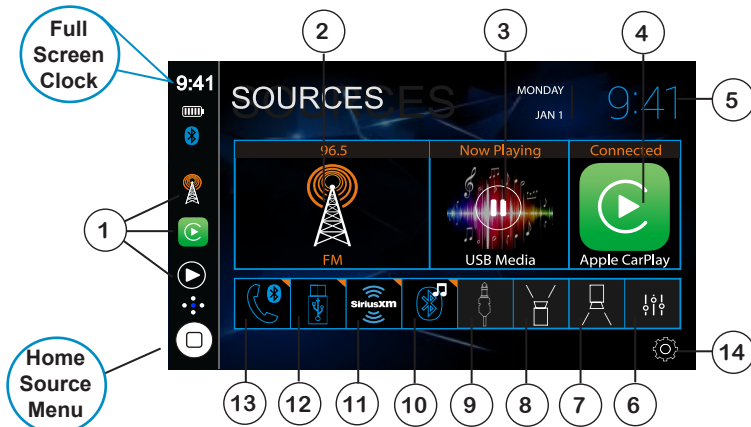 Full
Screen
Clock
2
3
4
9:41
SOURCES
MONDAY
JAN 1
9:41
5
96.5
Now Playing
Connected
1
FM
USB Media
Apple CarPlay
SiriusXM
Home
Source
Menu
14
13
12
11
10
9
8
7
6